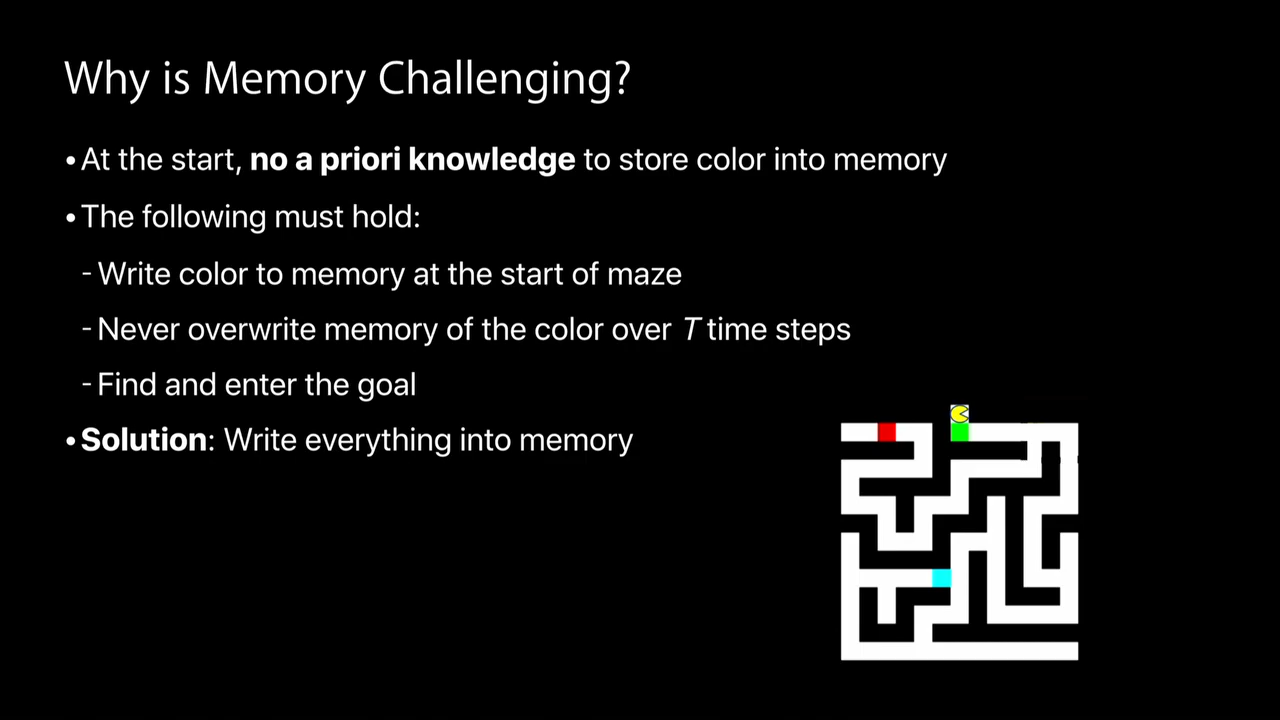 Why is Memory Challenging?
•At the start, no a priori knowledge to store color into memory
•The following must hold:
-Write color to memory at the start of maze
-Never overwrite memory of the color over T time steps
-Find and enter the goal
•Solution: Write everything into memory